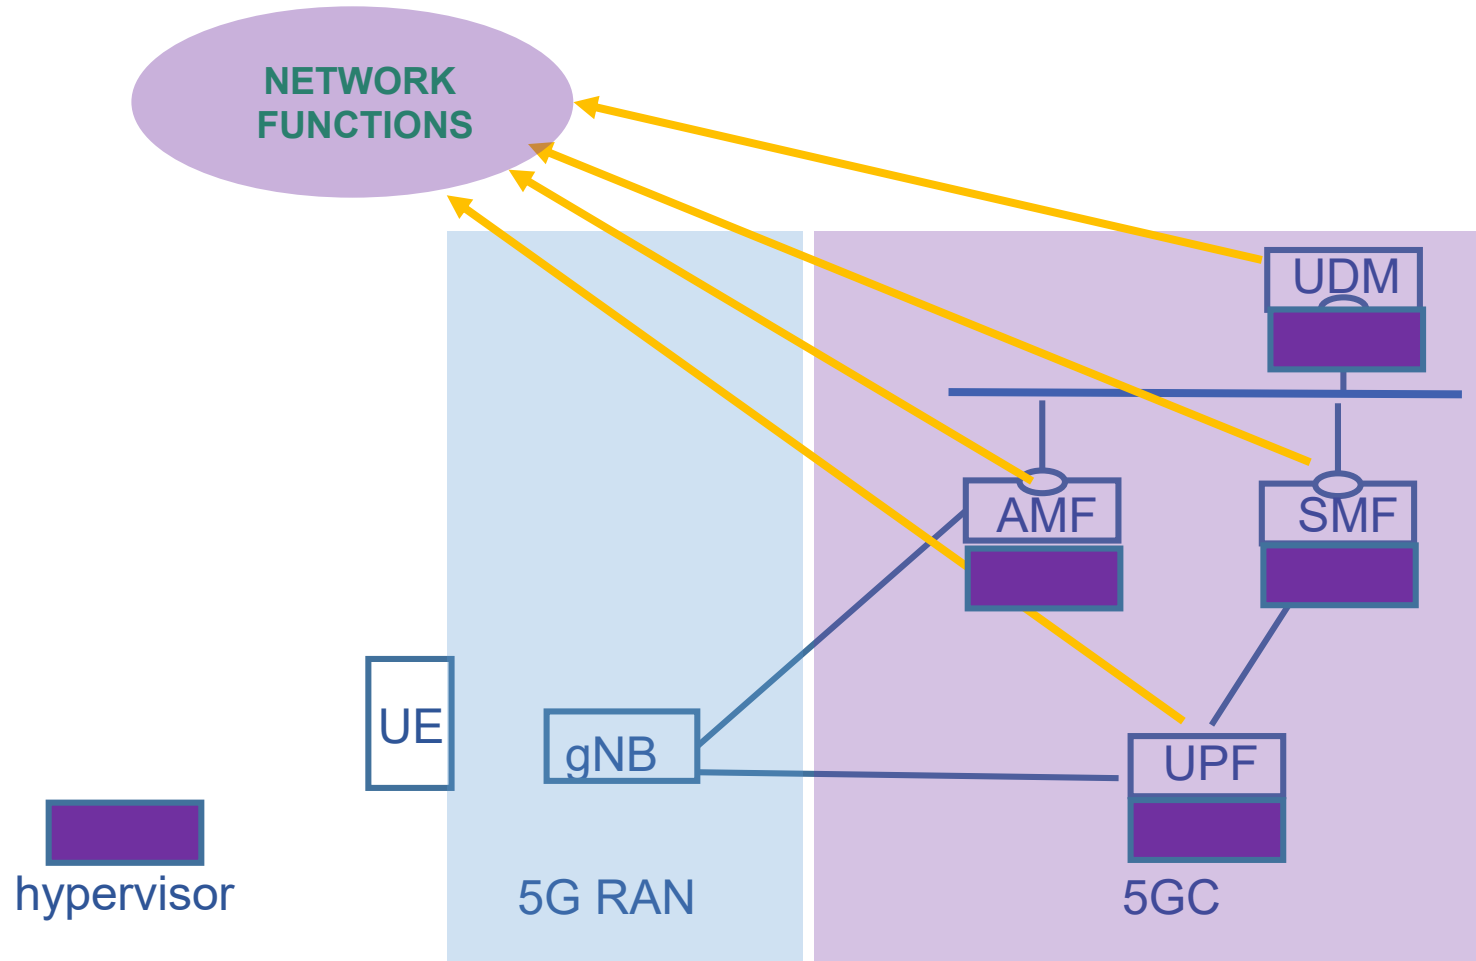 NETWORK
FUNCTIONS
UDM
AMF
SMF
UE
gNB
UPF
hypervisor
5G RAN
5GC